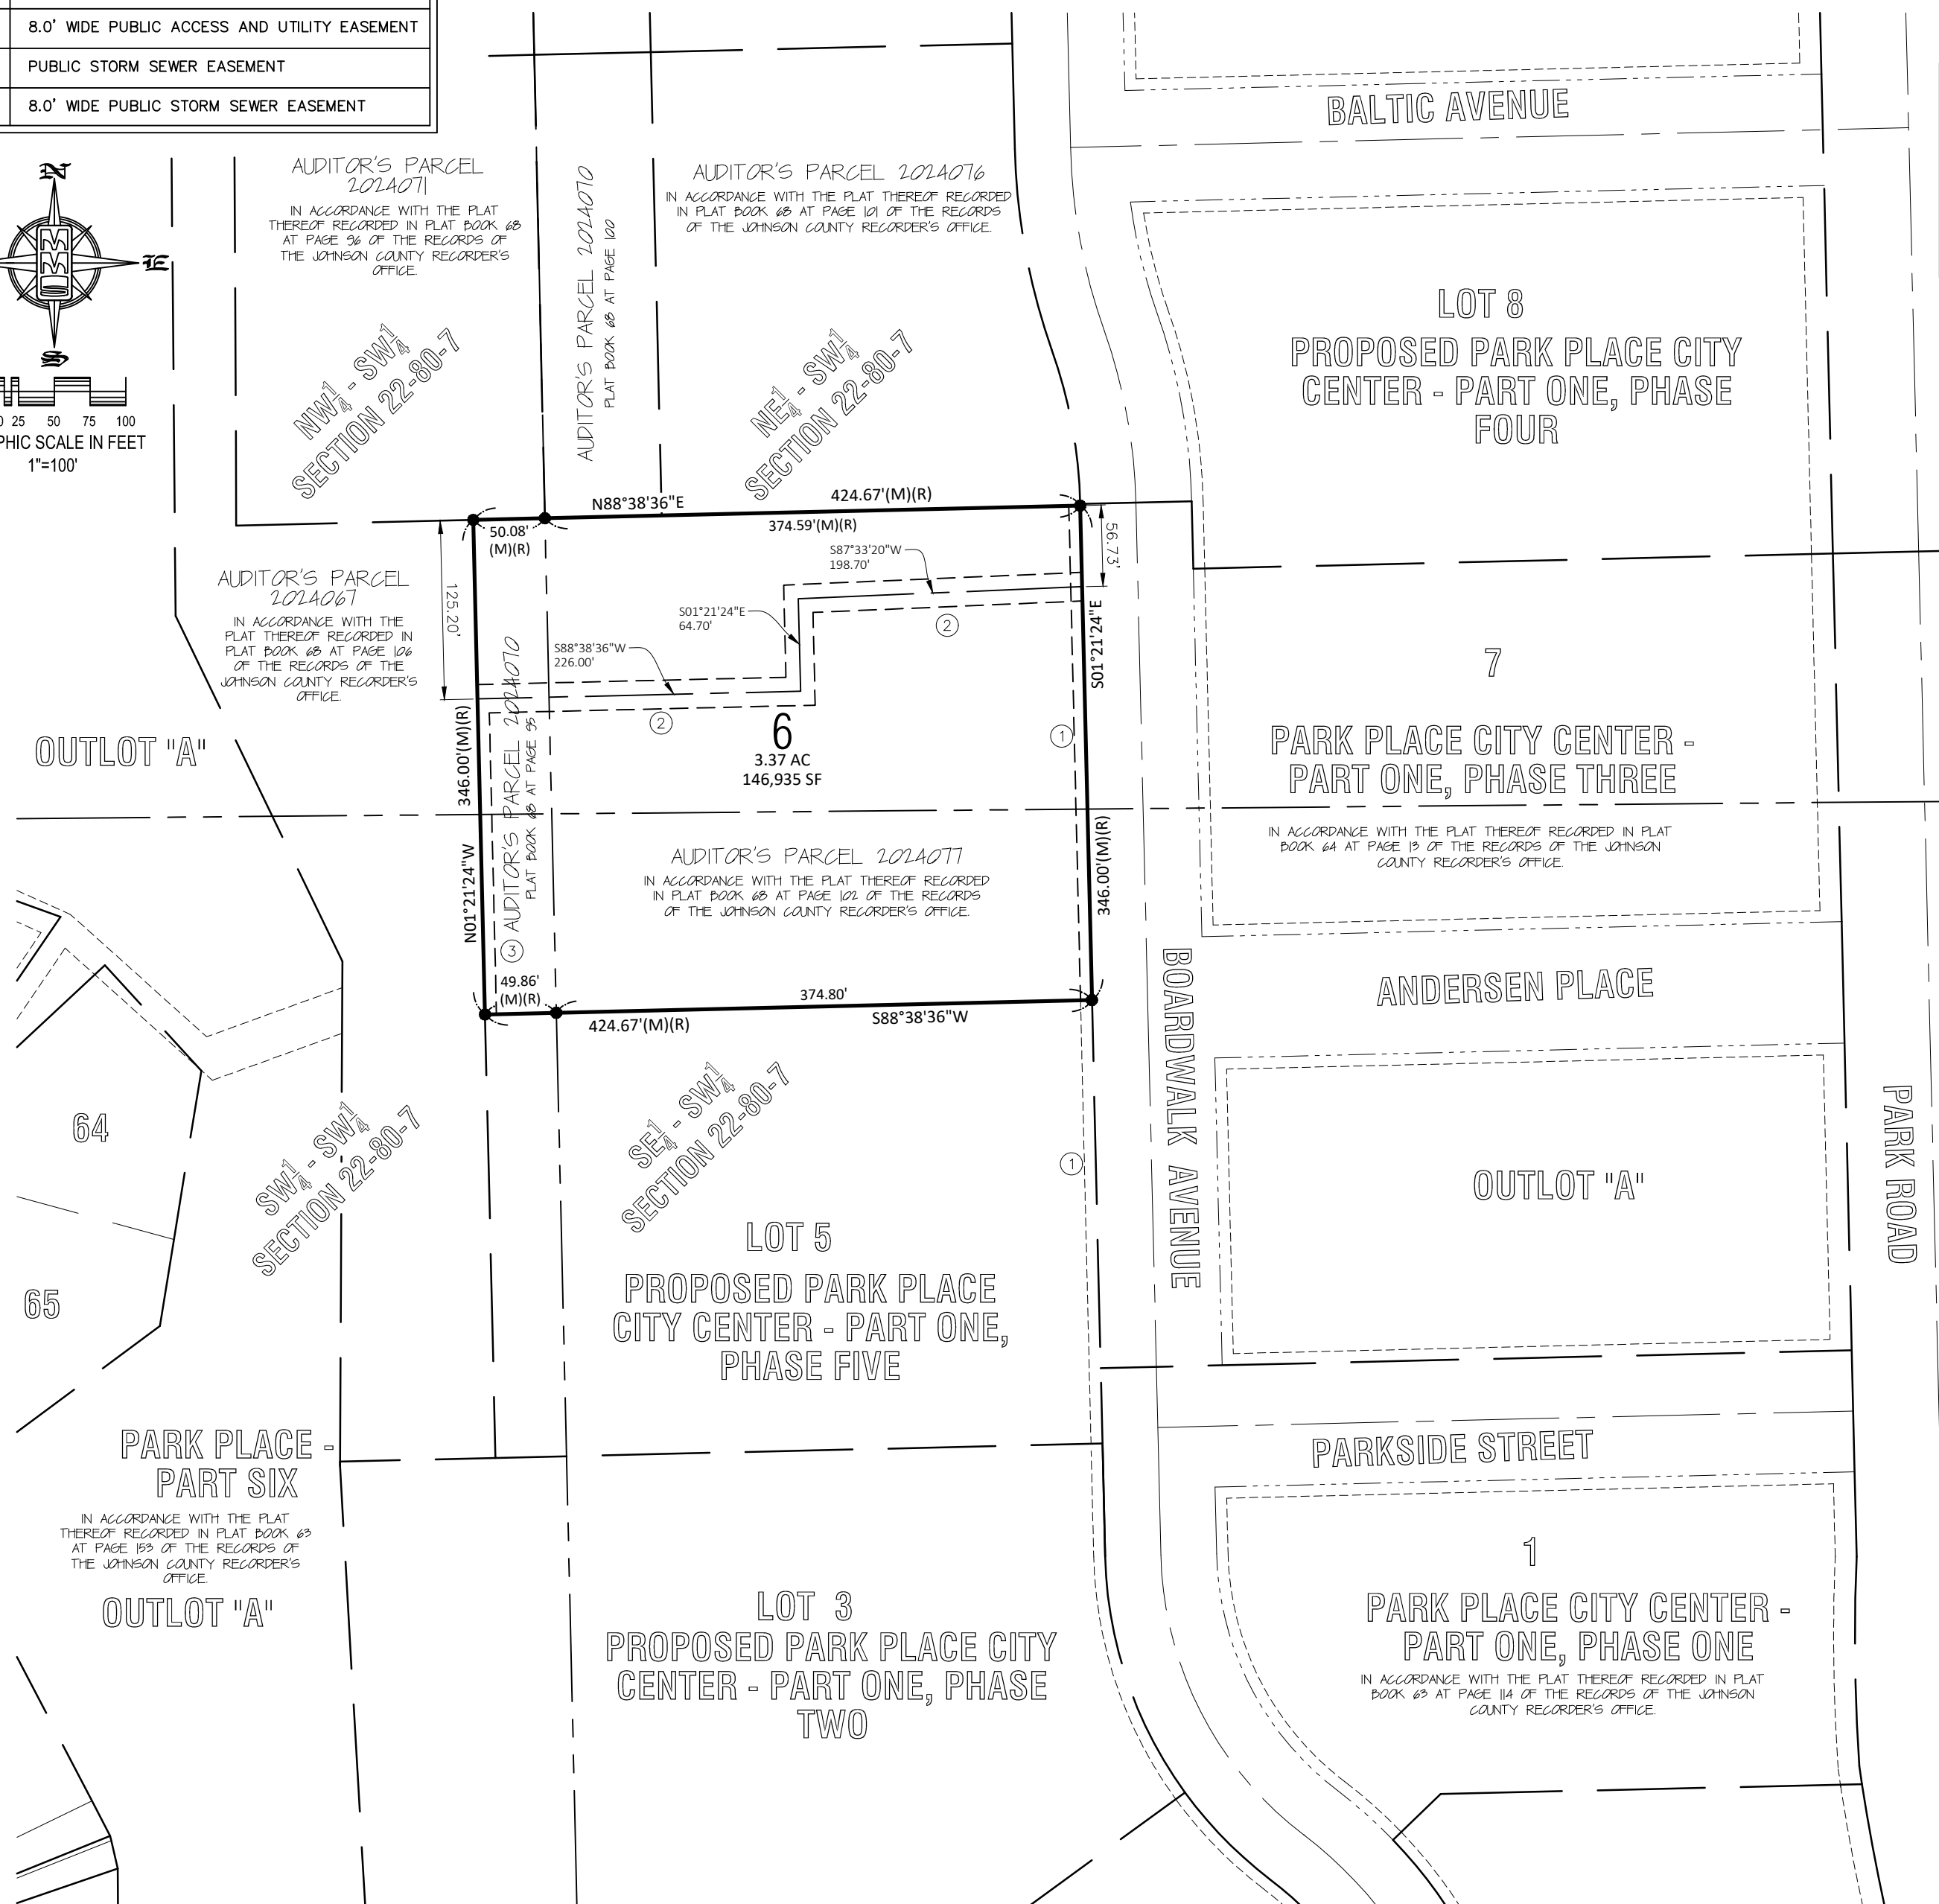 8.0' WIDE PUBLIC ACCESS AND UTILITY EASEMENT
PUBLIC STORM SEWER EASEMENT
8.0' WIDE PUBLIC STORM SEWER EASEMENT
N
E
S
MMS
25 50 75 100
PHIC SCALE IN FEET
1"=100'
AUDITOR'S PARCEL
2024071
IN ACCORDANCE WITH THE PLAT
THEREOF RECORDED IN PLAT BOOK 68
AT PAGE 96 OF THE RECORDS OF
THE JOHNSON COUNTY RECORDER'S
OFFICE.
AUDITOR'S PARCEL 2024070
PLAT BOOK 68 AT PAGE 100
AUDITOR'S PARCEL 2024076
IN ACCORDANCE WITH THE PLAT THEREOF RECORDED
IN PLAT BOOK 68 AT PAGE 101 OF THE RECORDS
OF THE JOHNSON COUNTY RECORDER'S OFFICE.
BALTIC AVENUE
NW1/4 - SW1/4
SECTION 22-80-7
NE1/4 - SW1/4
SECTION 22-80-7
LOT 8
PROPOSED PARK PLACE CITY
CENTER - PART ONE, PHASE
FOUR
N88°38'36"E
424.67'(M)(R)
50.08'
(M)(R)
374.59'(M)(R)
56.73'
S87°33'20"W
198.70'
S01°21'24"E
64.70'
S88°38'36"W
226.00'
125.20'
2
2
S01°21'24"E
AUDITOR'S PARCEL
2024067
IN ACCORDANCE WITH THE
PLAT THEREOF RECORDED IN
PLAT BOOK 68 AT PAGE 106
OF THE RECORDS OF THE
JOHNSON COUNTY RECORDER'S
OFFICE.
OUTLOT "A"
346.00'(M)(R)
N01°21'24"W
AUDITOR'S PARCEL 2024070
PLAT BOOK 68 AT PAGE 95
6
3.37 AC
146,935 SF
1
346.00'(M)(R)
7
PARK PLACE CITY CENTER -
PART ONE, PHASE THREE
IN ACCORDANCE WITH THE PLAT THEREOF RECORDED IN PLAT
BOOK 64 AT PAGE 13 OF THE RECORDS OF THE JOHNSON
COUNTY RECORDER'S OFFICE.
AUDITOR'S PARCEL 2024077
IN ACCORDANCE WITH THE PLAT THEREOF RECORDED
IN PLAT BOOK 68 AT PAGE 102 OF THE RECORDS
OF THE JOHNSON COUNTY RECORDER'S OFFICE.
3
49.86'
(M)(R)
374.80'
424.67'(M)(R)
S88°38'36"W
BOARDWALK AVENUE
ANDERSEN PLACE
PARK ROAD
64
65
SW1/4 - SW1/4
SECTION 22-80-7
SE1/4 - SW1/4
SECTION 22-80-7
1
OUTLOT "A"
LOT 5
PROPOSED PARK PLACE
CITY CENTER - PART ONE,
PHASE FIVE
PARKSIDE STREET
PARK PLACE -
PART SIX
IN ACCORDANCE WITH THE PLAT
THEREOF RECORDED IN PLAT BOOK 63
AT PAGE 153 OF THE RECORDS OF
THE JOHNSON COUNTY RECORDER'S
OFFICE.
OUTLOT "A"
LOT 3
PROPOSED PARK PLACE CITY
CENTER - PART ONE, PHASE
TWO
1
PARK PLACE CITY CENTER -
PART ONE, PHASE ONE
IN ACCORDANCE WITH THE PLAT THEREOF RECORDED IN PLAT
BOOK 63 AT PAGE 114 OF THE RECORDS OF THE JOHNSON
COUNTY RECORDER'S OFFICE.